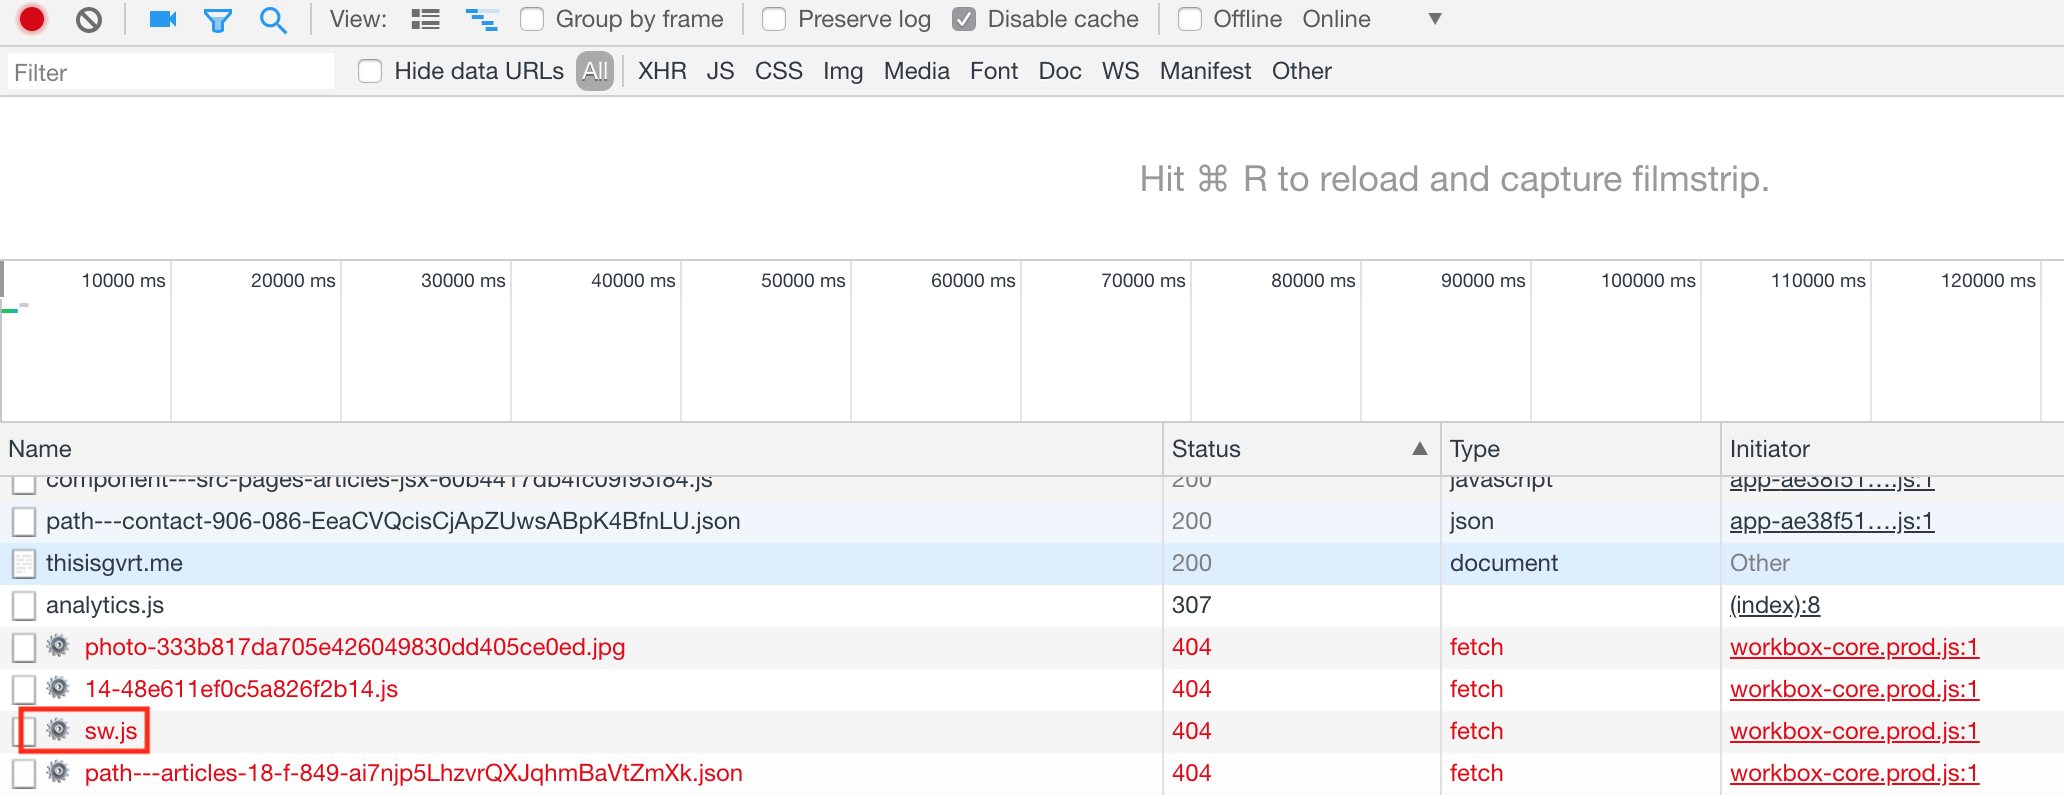 View: Group by frame Preserve log Disable cache Offline Online
Filter Hide data URLs All XHR JS CSS Img Media Font Doc WS Manifest Other
Hit ⌘ R to reload and capture filmstrip.
10000 ms 20000 ms 30000 ms 40000 ms 50000 ms 60000 ms 70000 ms 80000 ms 90000 ms 100000 ms 110000 ms 120000 ms
Name Status Type Initiator
component---src-pages-articles-jsx-60b4417db4fc09f93f84.js 200 javascript app-ae38f51….js:1
path---contact-906-086-EeaCVQcisCjApZUwsABpK4BfnLU.json 200 json app-ae38f51….js:1
thisisgvrt.me 200 document Other
analytics.js 307 (index):8
photo-333b817da705e426049830dd405ce0ed.jpg 404 fetch workbox-core.prod.js:1
14-48e611ef0c5a826f2b14.js 404 fetch workbox-core.prod.js:1
sw.js 404 fetch workbox-core.prod.js:1
path---articles-18-f-849-ai7njp5LhzvrQXJqhmBaVtZmXk.json 404 fetch workbox-core.prod.js:1